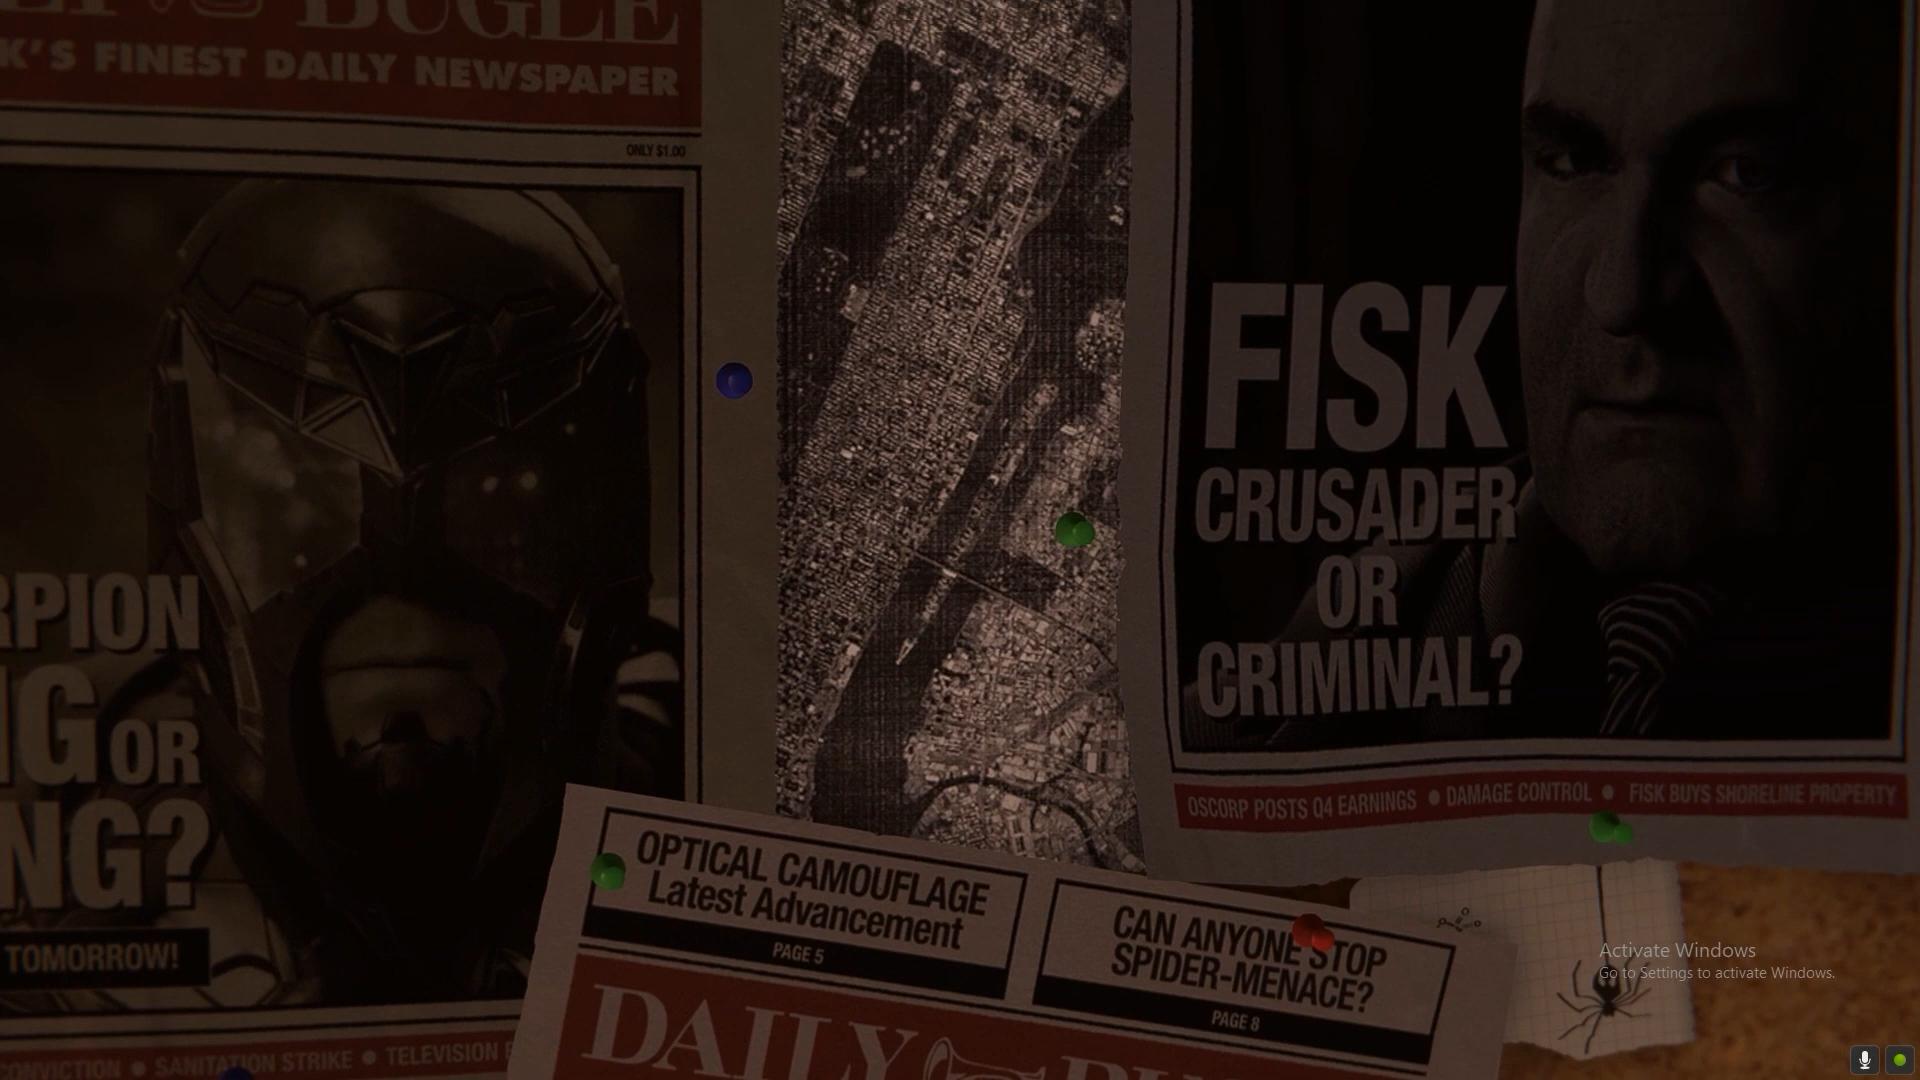 BUGLE
K'S FINEST DAILY NEWSPAPER
ONLY $1.00
RPION
NG OR
NG?
TOMORROW!
CONVICTION ● SANITATION STRIKE ● TELEVISION
FISK
CRUSADER
OR
CRIMINAL?
OSCORP POSTS Q4 EARNINGS ● DAMAGE CONTROL ● FISK BUYS SHORELINE PROPERTY
OPTICAL CAMOUFLAGE
Latest Advancement
PAGE 5
CAN ANYONE STOP
SPIDER-MENACE?
PAGE 8
DAILY
Activate Windows
Go to Settings to activate Windows.